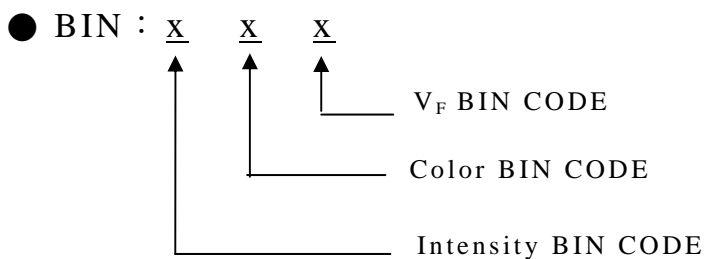 ● BIN : x x x
V_F BIN CODE
Color BIN CODE
Intensity BIN CODE